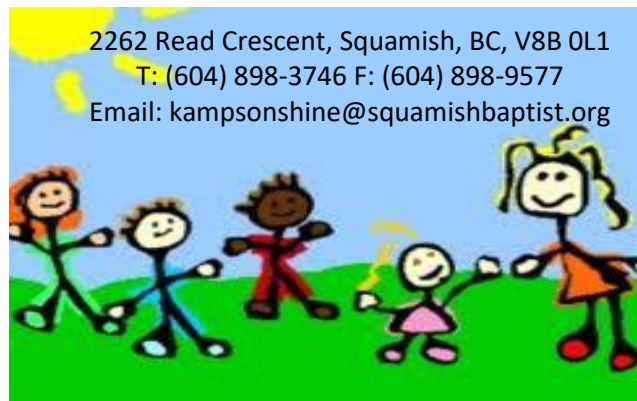 2262 Read Crescent, Squamish, BC, V8B 0L1
T: (604) 898-3746 F: (604) 898-9577
Email: kampsonshine@squamishbaptist.org